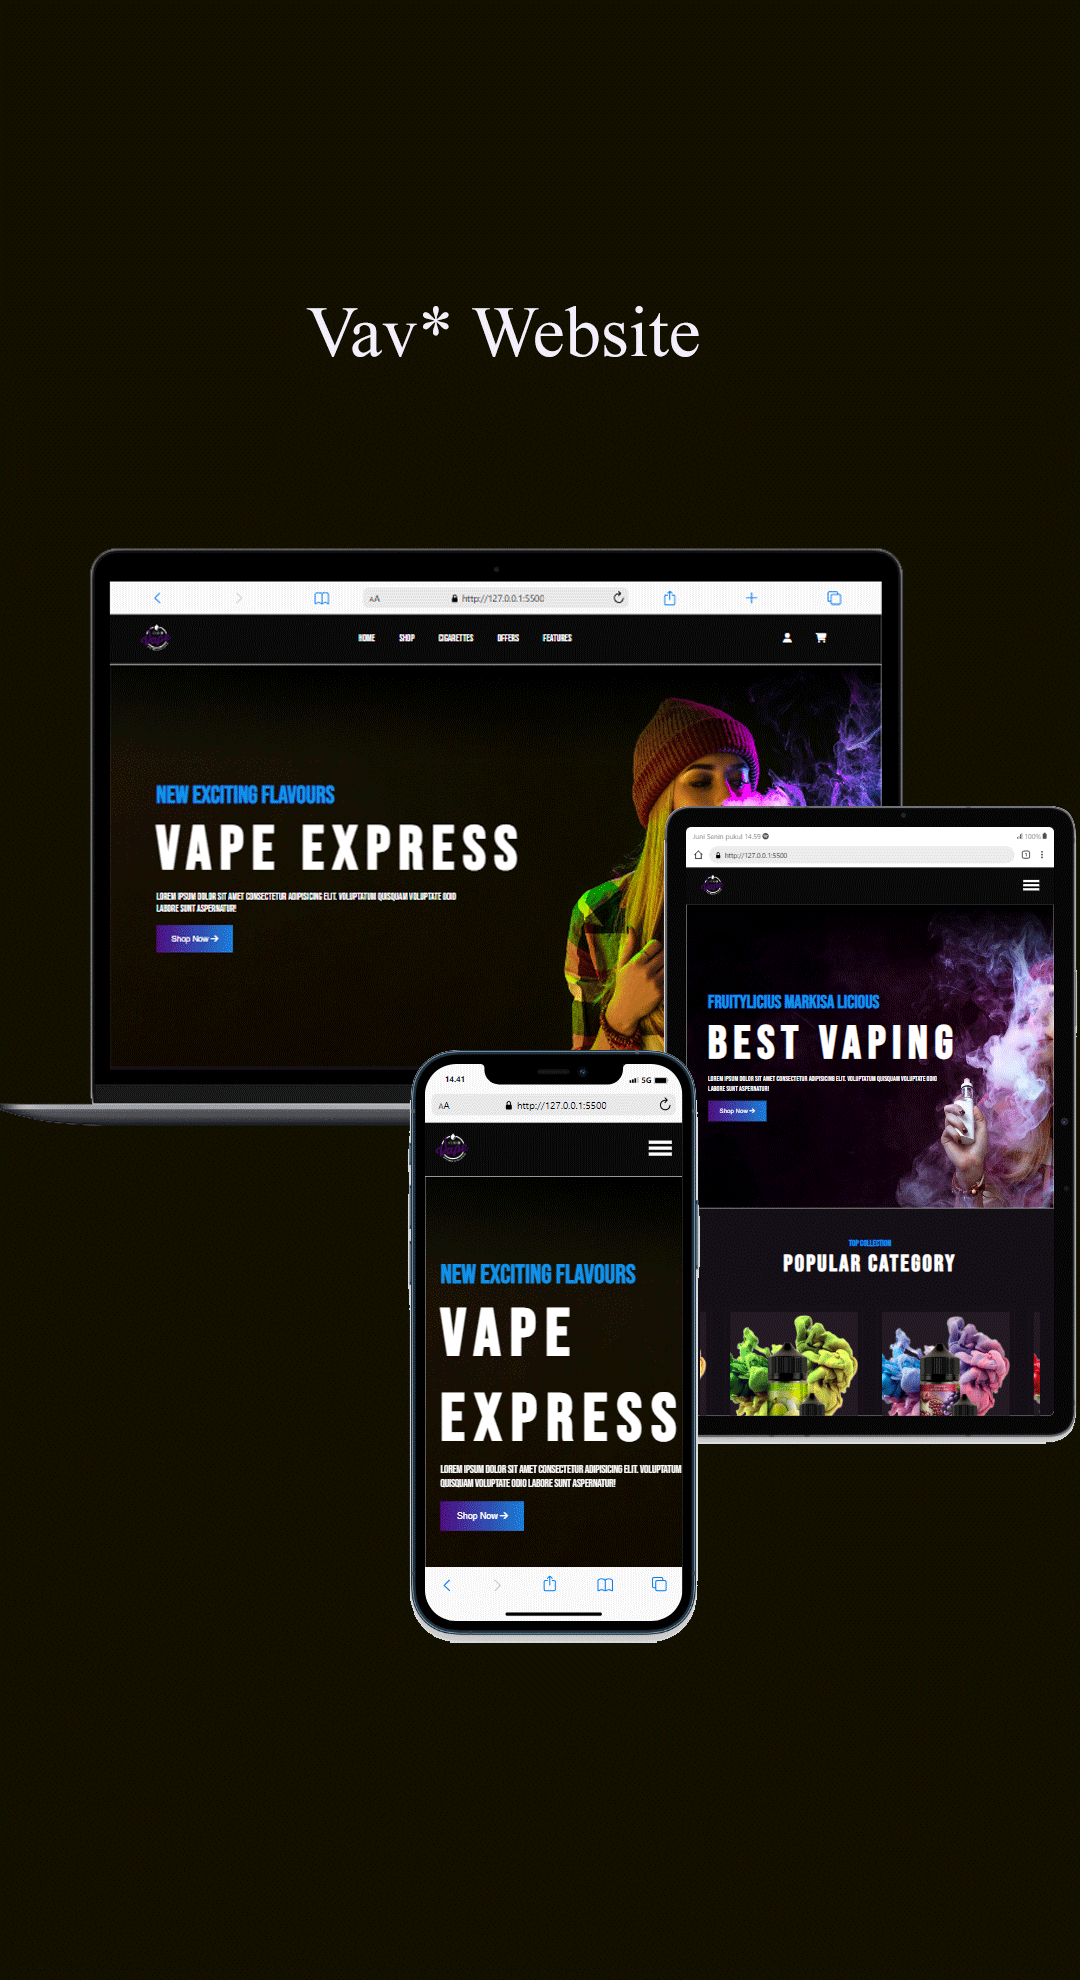 Vav* Website
AA http://127.0.0.1:5500
HOME SHOP CIGARETTES OFFERS FEATURES
NEW EXCITING FLAVOURS
VAPE EXPRESS
LOREM IPSUM DOLOR SIT AMET CONSECTETUR ADIPISICING ELIT. VOLUPTATUM QUISQUAM VOLUPTATE ODIO
LABORE SUNT ASPERNATUR!
Shop Now
Juni Senin pukul 14.59 100%
http://127.0.0.1:5500 1
FRUITYLICIUS MARKISA LICIOUS
BEST VAPING
LOREM IPSUM DOLOR SIT AMET CONSECTETUR ADIPISICING ELIT. VOLUPTATUM QUISQUAM VOLUPTATE ODIO
LABORE SUNT ASPERNATUR!
Shop Now
TOP COLLECTION
POPULAR CATEGORY
14.41 5G
AA http://127.0.0.1:5500
NEW EXCITING FLAVOURS
VAPE
EXPRESS
LOREM IPSUM DOLOR SIT AMET CONSECTETUR ADIPISICING ELIT. VOLUPTATUM
QUISQUAM VOLUPTATE ODIO LABORE SUNT ASPERNATUR!
Shop Now